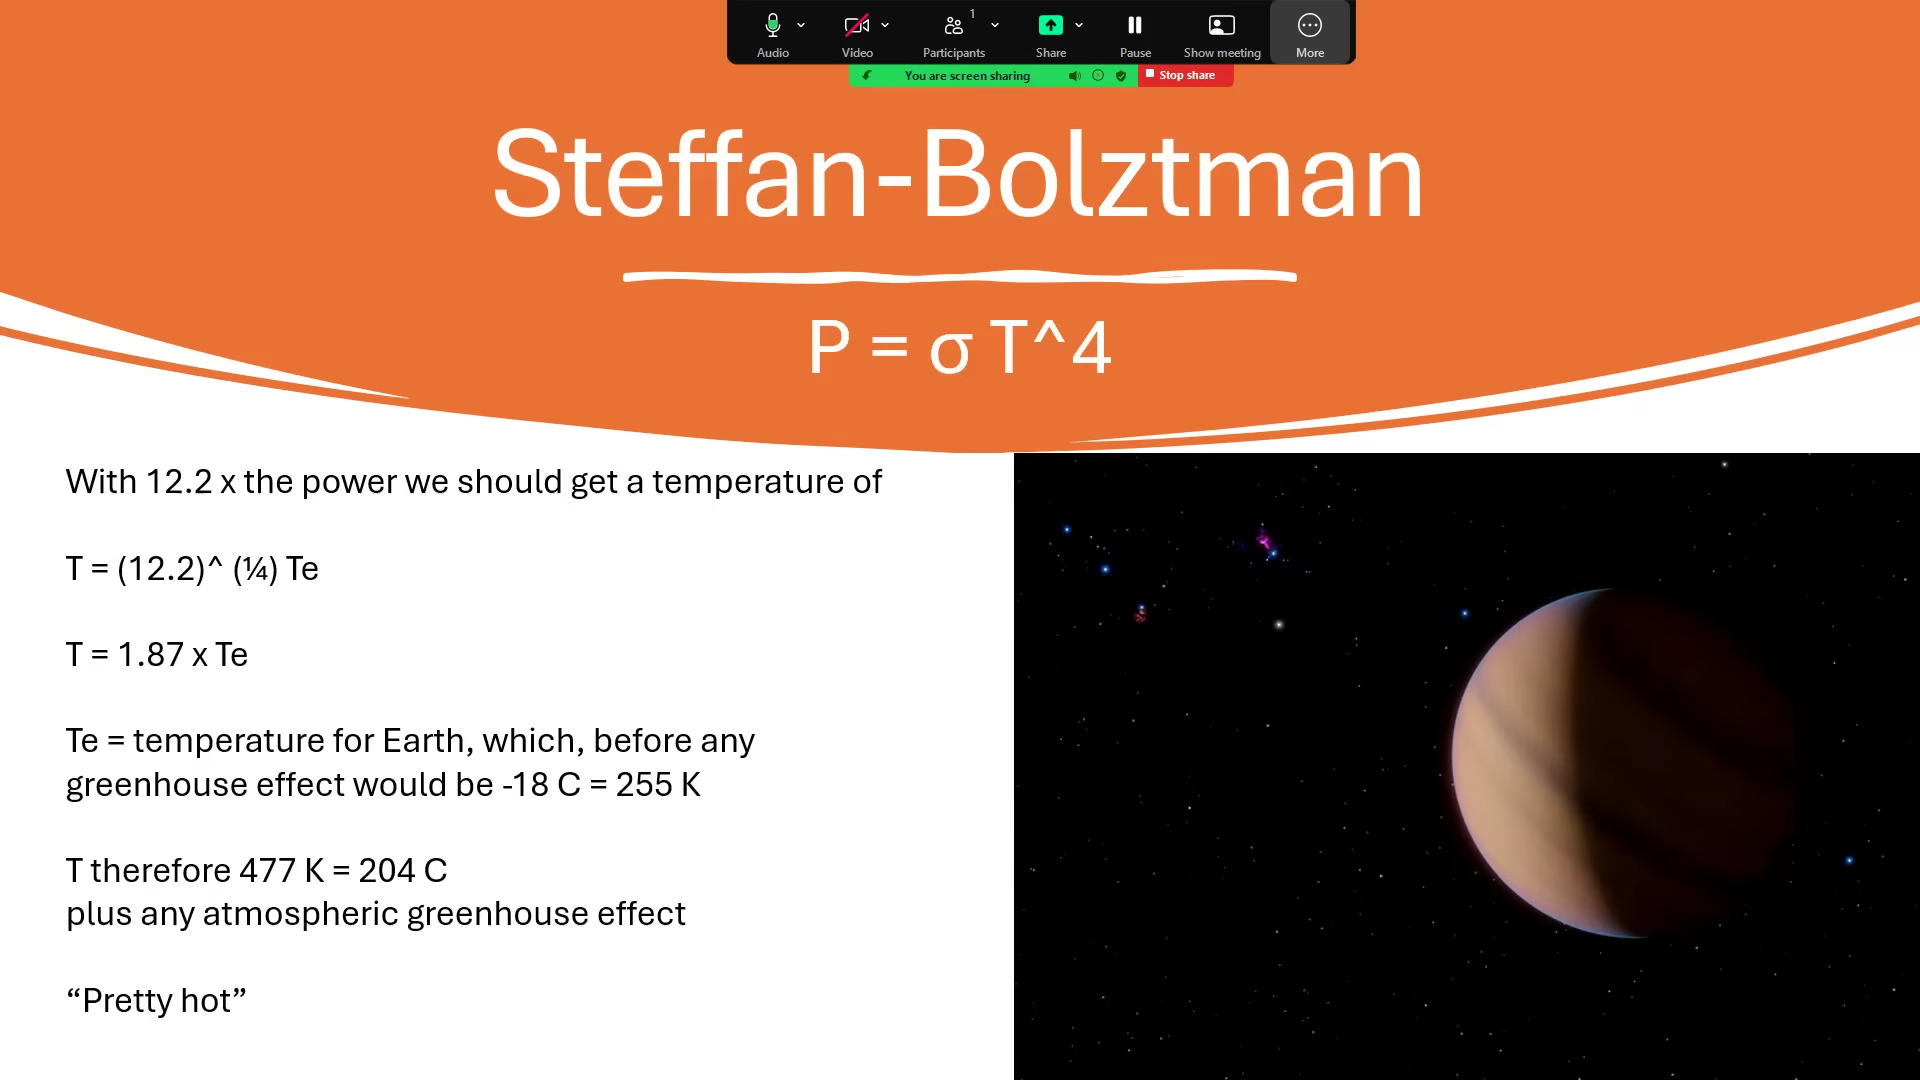 1
Audio
Video
Participants
Share
Pause
Show meeting
More
You are screen sharing
Stop share
Steffan-Bolztman
P = σ T^4
With 12.2 x the power we should get a temperature of
T = (12.2)^ (¼) Te
T = 1.87 x Te
Te = temperature for Earth, which, before any
greenhouse effect would be -18 C = 255 K
T therefore 477 K = 204 C
plus any atmospheric greenhouse effect
“Pretty hot”